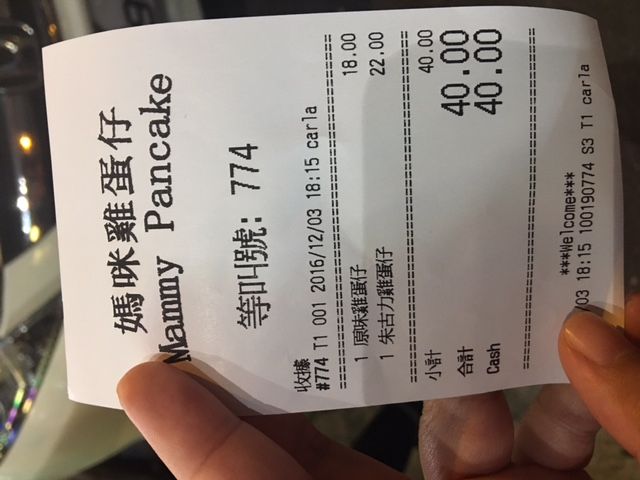 媽咪雞蛋仔
Mammy Pancake
等叫號: 774
收據
#774 T1 001 2016/12/03 18:15 carla
1 原味雞蛋仔 18.00
1 朱古力雞蛋仔 22.00
小計 40.00
合計 40.00
Cash 40.00
***Welcome***
/03 18:15 100190774 S3 T1 carla